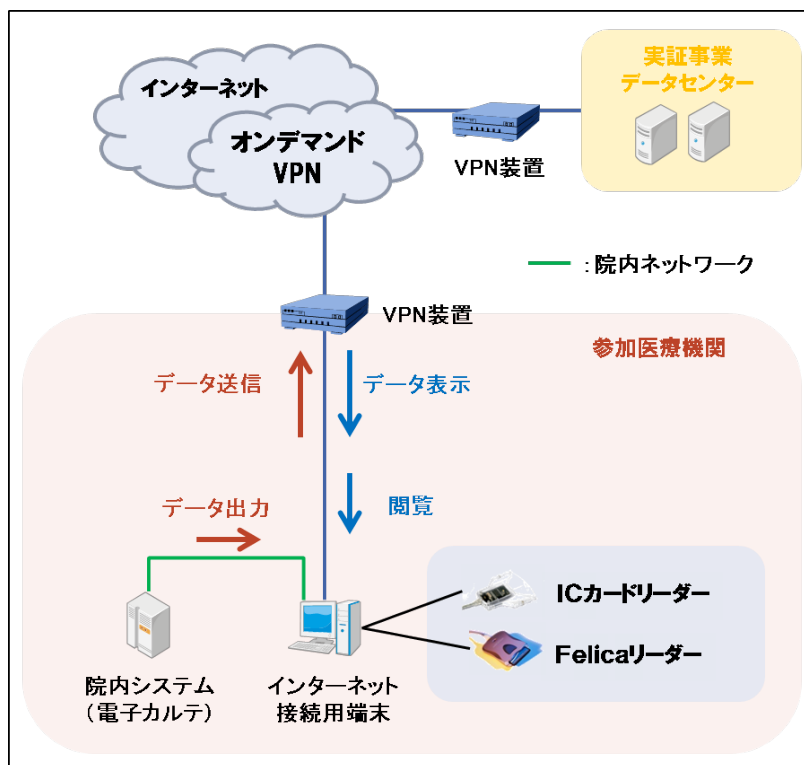 実証事業
データセンター
インターネット
オンデマンド
VPN
VPN装置
：院内ネットワーク
VPN装置
参加医療機関
データ送信
データ表示
データ出力
閲覧
ICカードリーダー
Felicaリーダー
院内システム
（電子カルテ）
インターネット
接続用端末